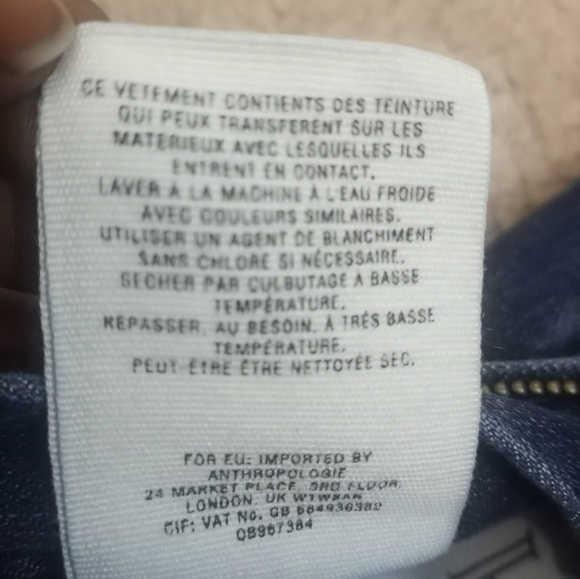 CE VETEMENT CONTIENTS DES TEINTURE
QUI PEUX TRANSFERENT SUR LES
MATERIEUX AVEC LESQUELLES ILS
ENTRENT EN CONTACT.
LAVER À LA MACHINE À L'EAU FROIDE
AVEC COULEURS SIMILAIRES.
UTILISER UN AGENT DE BLANCHIMENT
SANS CHLORE SI NÉCESSAIRE.
SECHER PAR CULBUTAGE À BASSE
TEMPÉRATURE.
REPASSER, AU BESOIN, À TRÈS BASSE
TEMPÉRATURE.
PEUT-ETRE ÊTRE NETTOYÉE SEC.
FOR EU: IMPORTED BY
ANTHROPOLOGIE
24 MARKET PLACE, 3RD FLOOR,
LONDON, UK
CIF: VAT No. GB
GB967384